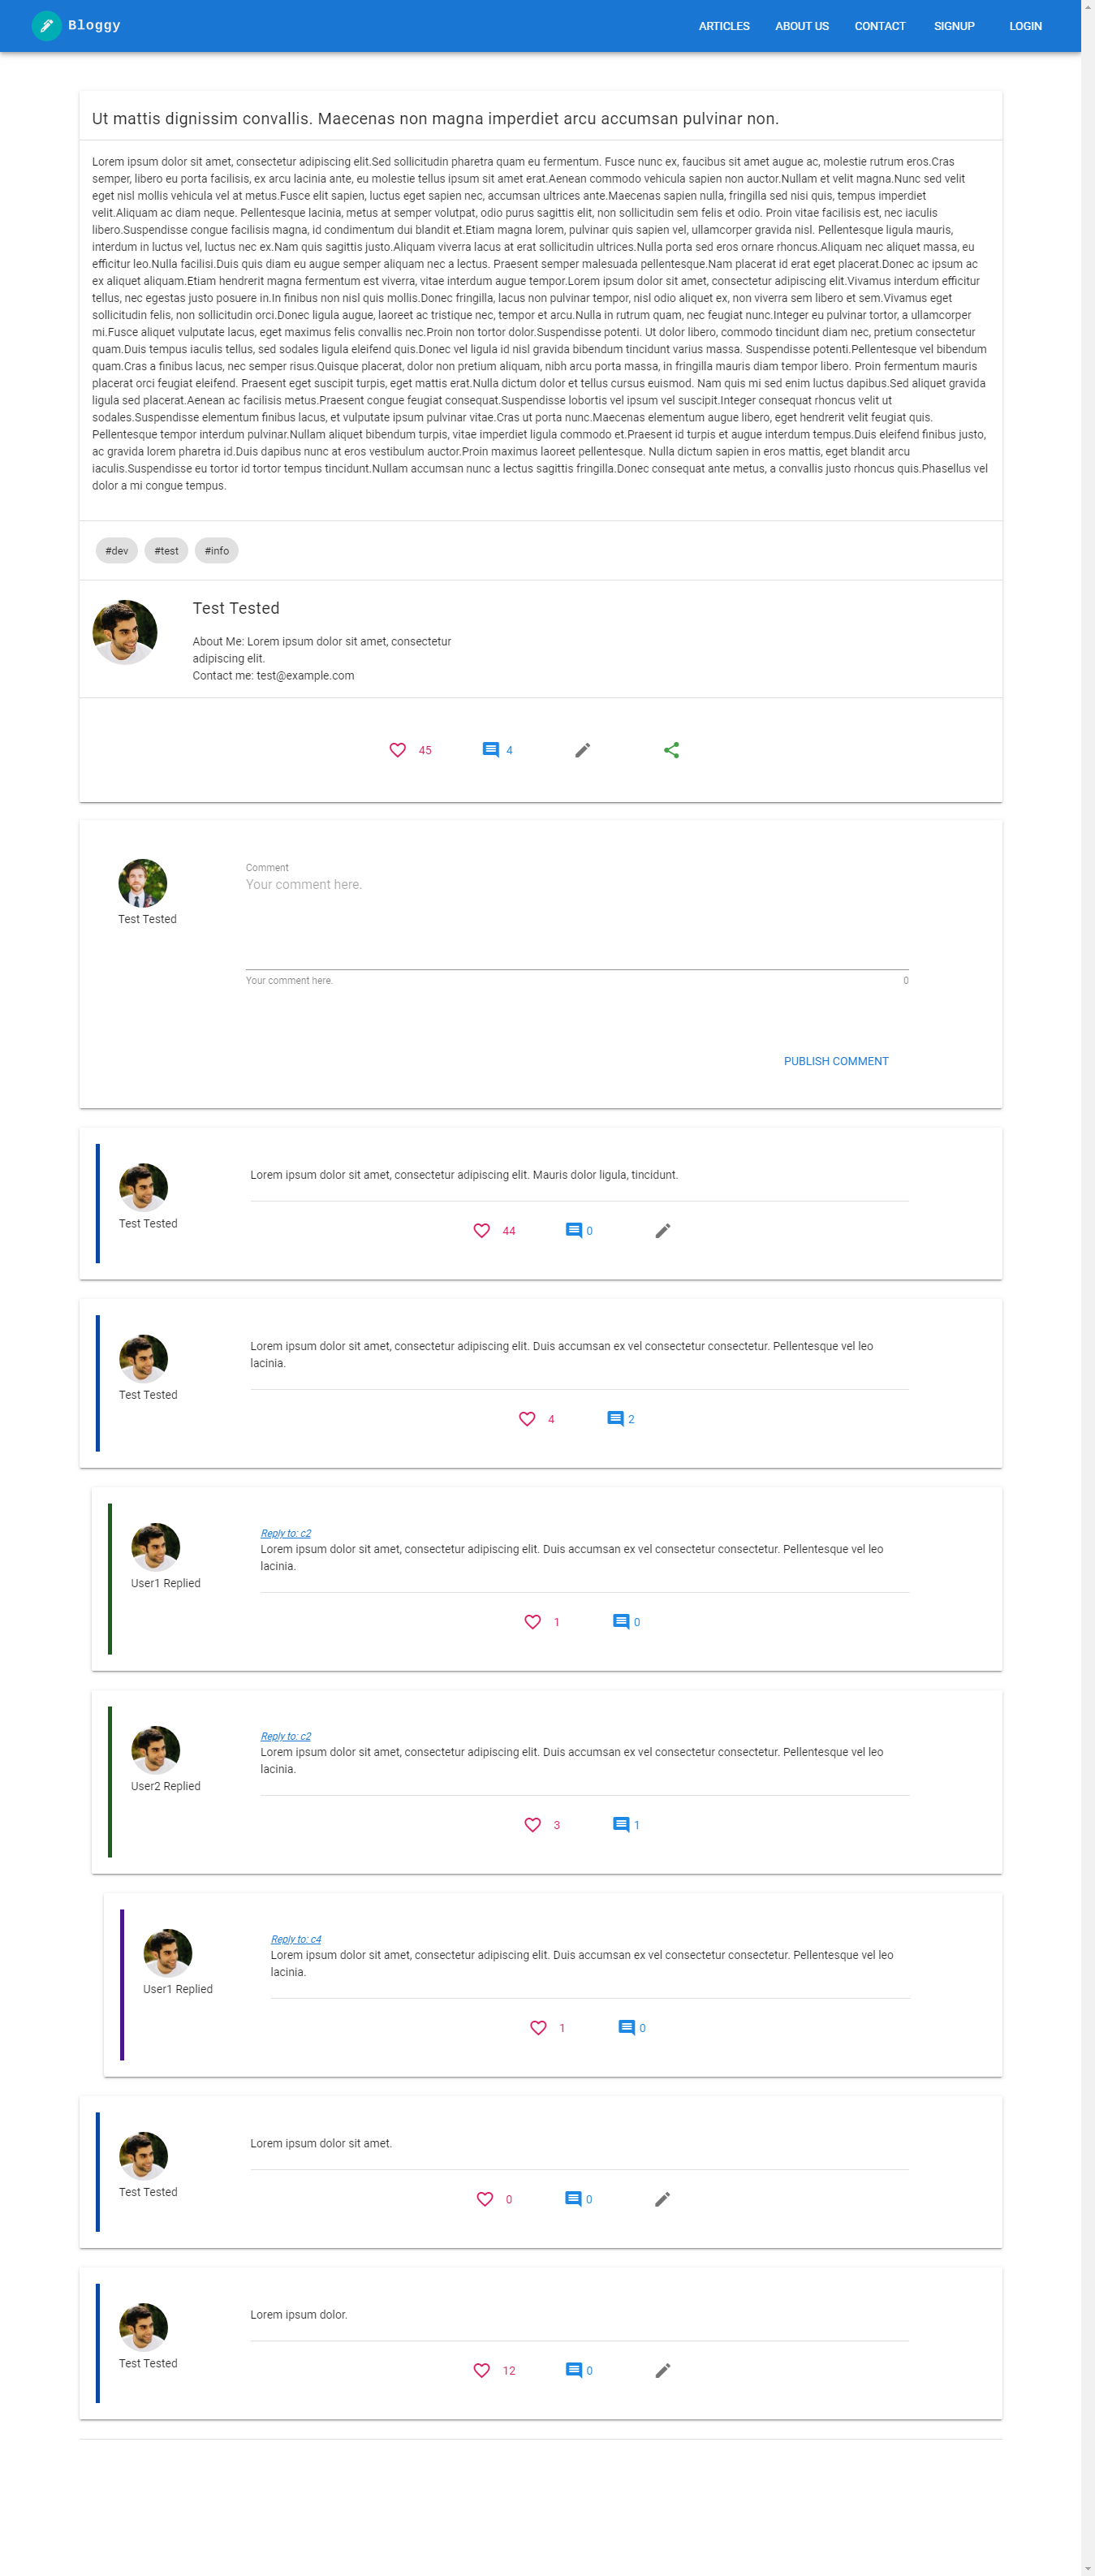 Bloggy
ARTICLES ABOUT US CONTACT SIGNUP LOGIN
Ut mattis dignissim convallis. Maecenas non magna imperdiet arcu accumsan pulvinar non.
Lorem ipsum dolor sit amet, consectetur adipiscing elit.Sed sollicitudin pharetra quam eu fermentum. Fusce nunc ex, faucibus sit amet augue ac, molestie rutrum eros.Cras
semper, libero eu porta facilisis, ex arcu lacinia ante, eu molestie tellus ipsum sit amet erat.Aenean commodo vehicula sapien non auctor.Nullam et velit magna.Nunc sed velit
eget nisl mollis vehicula vel at metus.Fusce elit sapien, luctus eget sapien nec, accumsan ultrices ante.Maecenas sapien nulla, fringilla sed nisi quis, tempus imperdiet
velit.Aliquam ac diam neque. Pellentesque lacinia, metus at semper volutpat, odio purus sagittis elit, non sollicitudin sem felis et odio. Proin vitae facilisis est, nec iaculis
libero.Suspendisse congue facilisis magna, id condimentum dui blandit et.Etiam magna lorem, pulvinar quis sapien vel, ullamcorper gravida nisl. Pellentesque ligula mauris,
interdum in luctus vel, luctus nec ex.Nam quis sagittis justo.Aliquam viverra lacus at erat sollicitudin ultrices.Nulla porta sed eros ornare rhoncus.Aliquam nec aliquet massa, eu
efficitur leo.Nulla facilisi.Duis quis diam eu augue semper aliquam nec a lectus. Praesent semper malesuada pellentesque.Nam placerat id erat eget placerat.Donec ac ipsum ac
ex aliquet aliquam.Etiam hendrerit magna fermentum est viverra, vitae interdum augue tempor.Lorem ipsum dolor sit amet, consectetur adipiscing elit.Vivamus interdum efficitur
tellus, nec egestas justo posuere in.In finibus non nisl quis mollis.Donec fringilla, lacus non pulvinar tempor, nisl odio aliquet ex, non viverra sem libero et sem.Vivamus eget
sollicitudin felis, non sollicitudin orci.Donec ligula augue, laoreet ac tristique nec, tempor et arcu.Nulla in rutrum quam, nec feugiat nunc.Integer eu pulvinar tortor, a ullamcorper
mi.Fusce aliquet vulputate lacus, eget maximus felis convallis nec.Proin non tortor dolor.Suspendisse potenti. Ut dolor libero, commodo tincidunt diam nec, pretium consectetur
quam.Duis tempus iaculis tellus, sed sodales ligula eleifend quis.Donec vel ligula id nisl gravida bibendum tincidunt varius massa. Suspendisse potenti.Pellentesque vel bibendum
quam.Cras a finibus lacus, nec semper risus.Quisque placerat, dolor non pretium aliquam, nibh arcu porta massa, in fringilla mauris diam tempor libero. Proin fermentum mauris
placerat orci feugiat eleifend. Praesent eget suscipit turpis, eget mattis erat.Nulla dictum dolor et tellus cursus euismod. Nam quis mi sed enim luctus dapibus.Sed aliquet gravida
ligula sed placerat.Aenean ac facilisis metus.Praesent congue feugiat consequat.Suspendisse lobortis vel ipsum vel suscipit.Integer consequat rhoncus velit ut
sodales.Suspendisse elementum finibus lacus, et vulputate ipsum pulvinar vitae.Cras ut porta nunc.Maecenas elementum augue libero, eget hendrerit velit feugiat quis.
Pellentesque tempor interdum pulvinar.Nullam aliquet bibendum turpis, vitae imperdiet ligula commodo et.Praesent id turpis et augue interdum tempus.Duis eleifend finibus justo,
ac gravida lorem pharetra id.Duis dapibus nunc at eros vestibulum auctor.Proin maximus laoreet pellentesque. Nulla dictum sapien in eros mattis, eget blandit arcu
iaculis.Suspendisse eu tortor id tortor tempus tincidunt.Nullam accumsan nunc a lectus sagittis fringilla.Donec consequat ante metus, a convallis justo rhoncus quis.Phasellus vel
dolor a mi congue tempus.
#dev #test #info
Test Tested
About Me: Lorem ipsum dolor sit amet, consectetur
adipiscing elit.
Contact me: test@example.com
45 4
Comment
Your comment here.
Test Tested
Your comment here. 0
PUBLISH COMMENT
Lorem ipsum dolor sit amet, consectetur adipiscing elit. Mauris dolor ligula, tincidunt.
Test Tested
44 0
Lorem ipsum dolor sit amet, consectetur adipiscing elit. Duis accumsan ex vel consectetur consectetur. Pellentesque vel leo
lacinia.
Test Tested
4 2
Reply to: c2
Lorem ipsum dolor sit amet, consectetur adipiscing elit. Duis accumsan ex vel consectetur consectetur. Pellentesque vel leo
lacinia.
User1 Replied
1 0
Reply to: c2
Lorem ipsum dolor sit amet, consectetur adipiscing elit. Duis accumsan ex vel consectetur consectetur. Pellentesque vel leo
lacinia.
User2 Replied
3 1
Reply to: c4
Lorem ipsum dolor sit amet, consectetur adipiscing elit. Duis accumsan ex vel consectetur consectetur. Pellentesque vel leo
lacinia.
User1 Replied
1 0
Lorem ipsum dolor sit amet.
Test Tested
0 0
Lorem ipsum dolor.
Test Tested
12 0